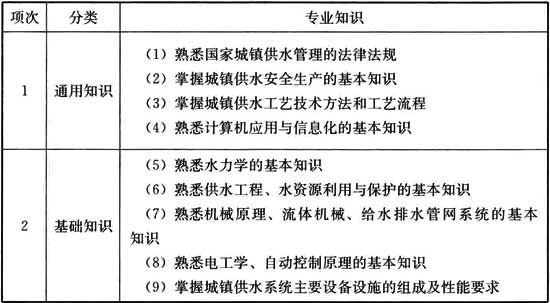 项次 分类 专业知识
1 通用知识
（1）熟悉国家城镇供水管理的法律法规
（2）掌握城镇供水安全生产的基本知识
（3）掌握城镇供水工艺技术方法和工艺流程
（4）熟悉计算机应用与信息化的基本知识
2 基础知识
（5）熟悉水力学的基本知识
（6）熟悉供水工程、水资源利用与保护的基本知识
（7）熟悉机械原理、流体机械、给水排水管网系统的基本
知识
（8）熟悉电工学、自动控制原理的基本知识
（9）掌握城镇供水系统主要设备设施的组成及性能要求